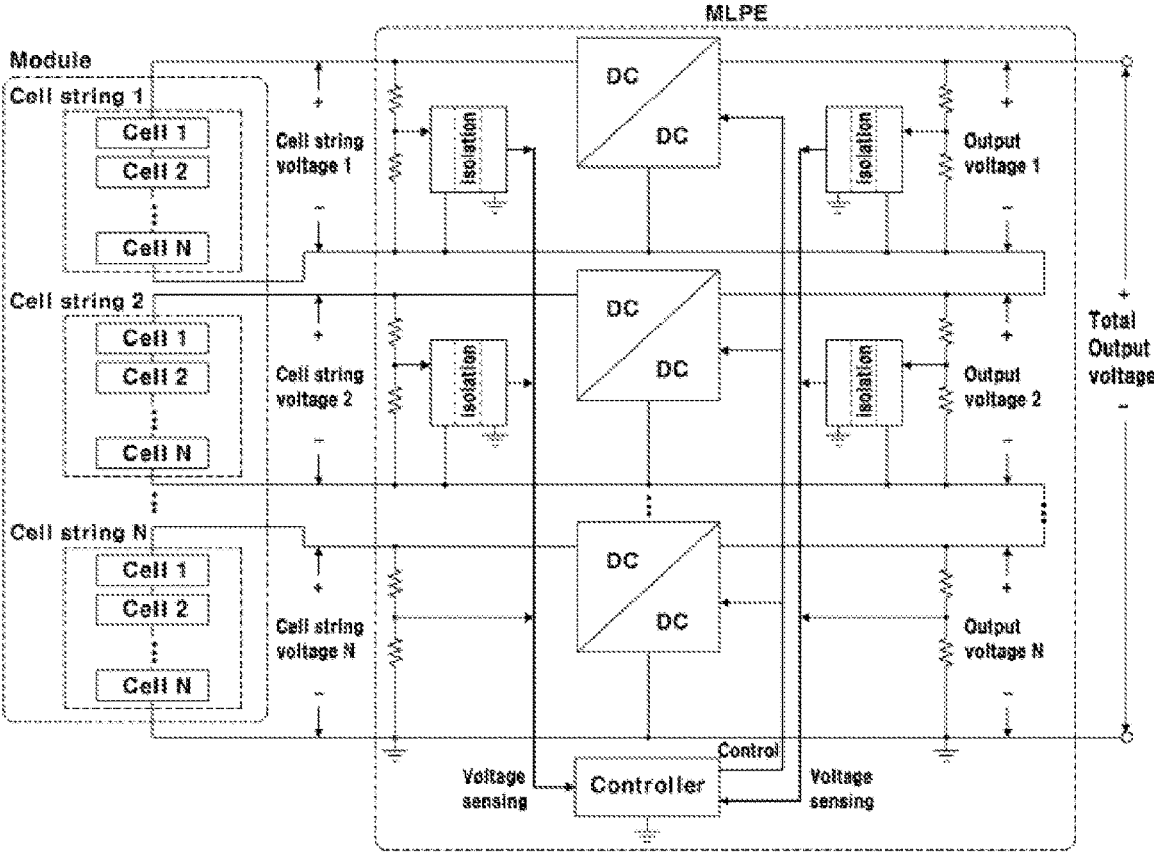 MLPE
Module
Cell string 1
Cell 1
Cell 2
Cell N
Cell string
voltage 1
+
-
isolation
DC
DC
isolation
Output
voltage 1
+
-
Cell string 2
Cell 1
Cell 2
Cell N
Cell string
voltage 2
+
-
isolation
DC
DC
isolation
Output
voltage 2
+
-
Total
Output
voltage
+
-
Cell string N
Cell 1
Cell 2
Cell N
Cell string
voltage N
+
-
DC
DC
Output
voltage N
+
-
Voltage
sensing
Controller
Control
Voltage
sensing